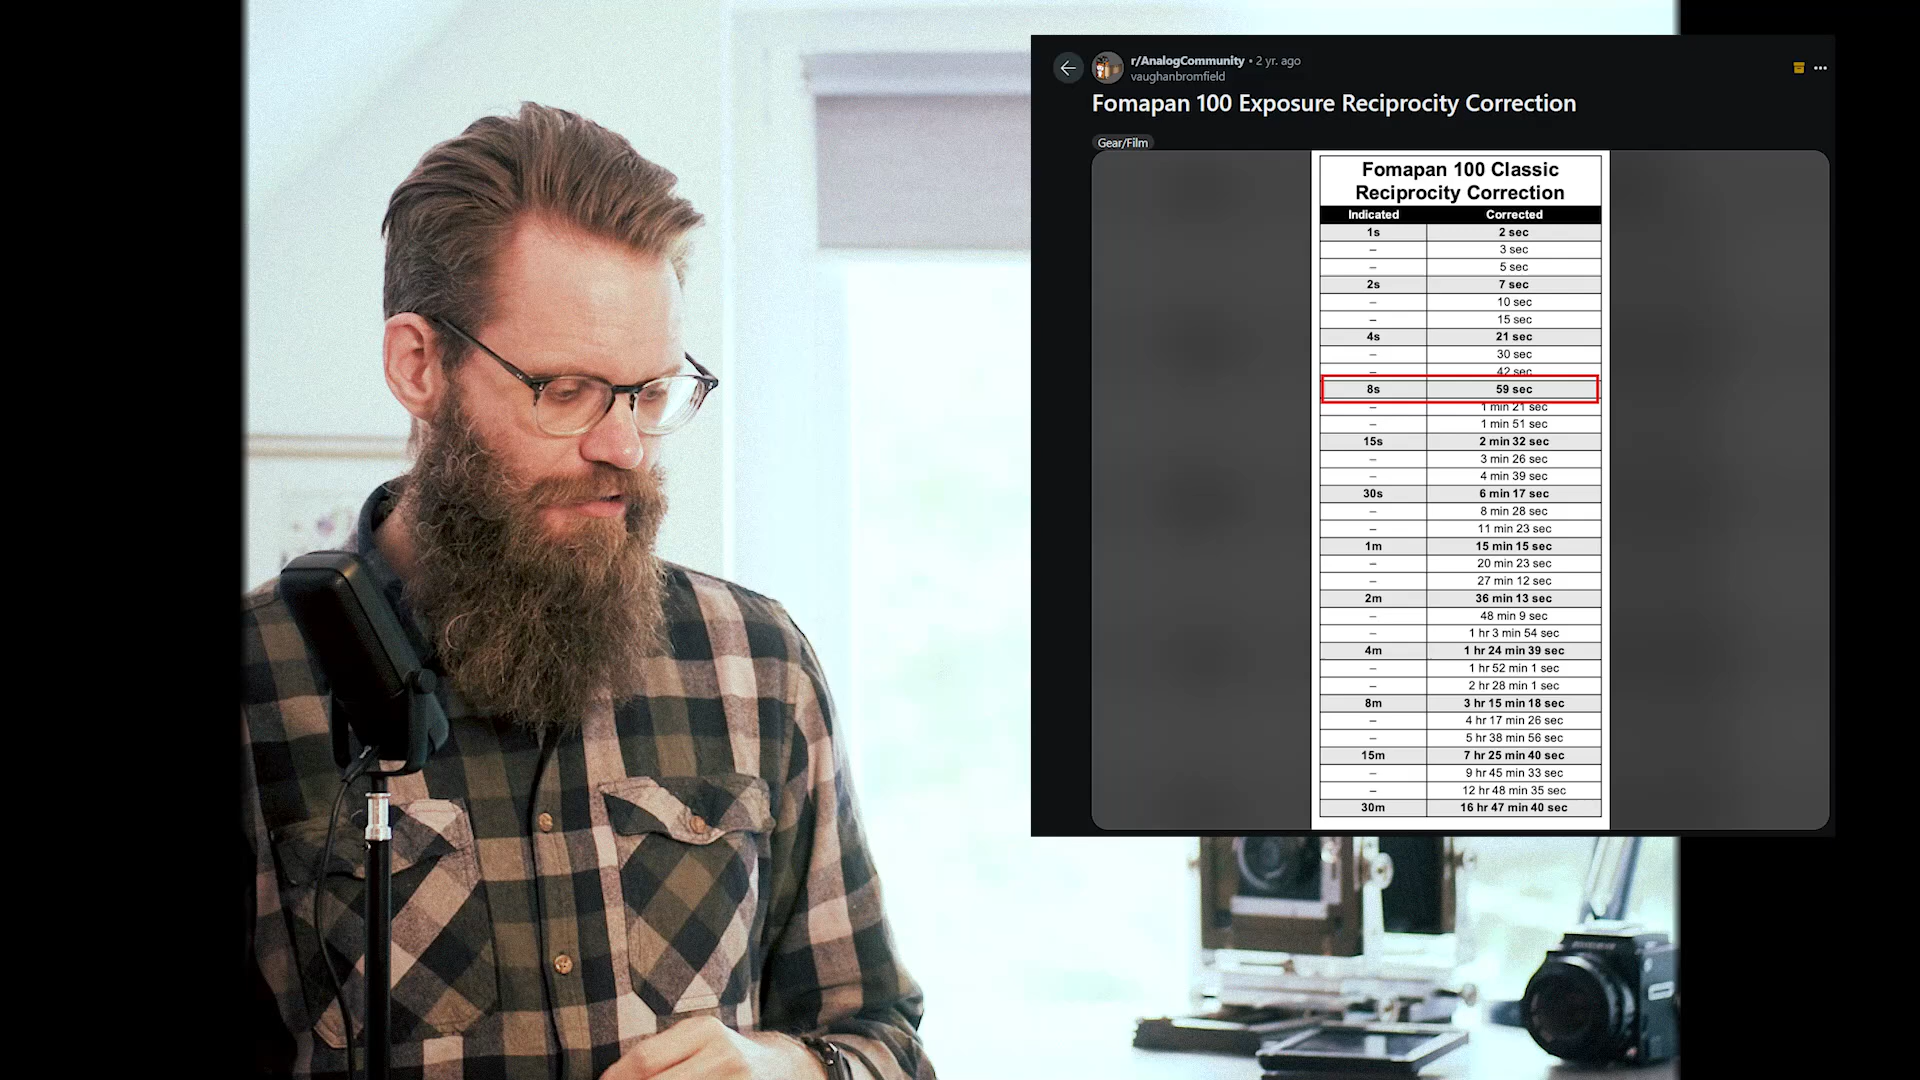 r/AnalogCommunity • 2 yr. ago
vaughanbromfield
Fomapan 100 Exposure Reciprocity Correction
Gear/Film
Fomapan 100 Classic
Reciprocity Correction
Indicated Corrected
1s 2 sec
– 3 sec
– 5 sec
2s 7 sec
– 10 sec
– 15 sec
4s 21 sec
– 30 sec
– 42 sec
8s 59 sec
– 1 min 21 sec
– 1 min 51 sec
15s 2 min 32 sec
– 3 min 26 sec
– 4 min 39 sec
30s 6 min 17 sec
– 8 min 28 sec
– 11 min 23 sec
1m 15 min 15 sec
– 20 min 23 sec
– 27 min 12 sec
2m 36 min 13 sec
– 48 min 9 sec
– 1 hr 3 min 54 sec
4m 1 hr 24 min 39 sec
– 1 hr 52 min 1 sec
– 2 hr 28 min 1 sec
8m 3 hr 15 min 18 sec
– 4 hr 17 min 26 sec
– 5 hr 38 min 56 sec
15m 7 hr 25 min 40 sec
– 9 hr 45 min 33 sec
– 12 hr 48 min 35 sec
30m 16 hr 47 min 40 sec